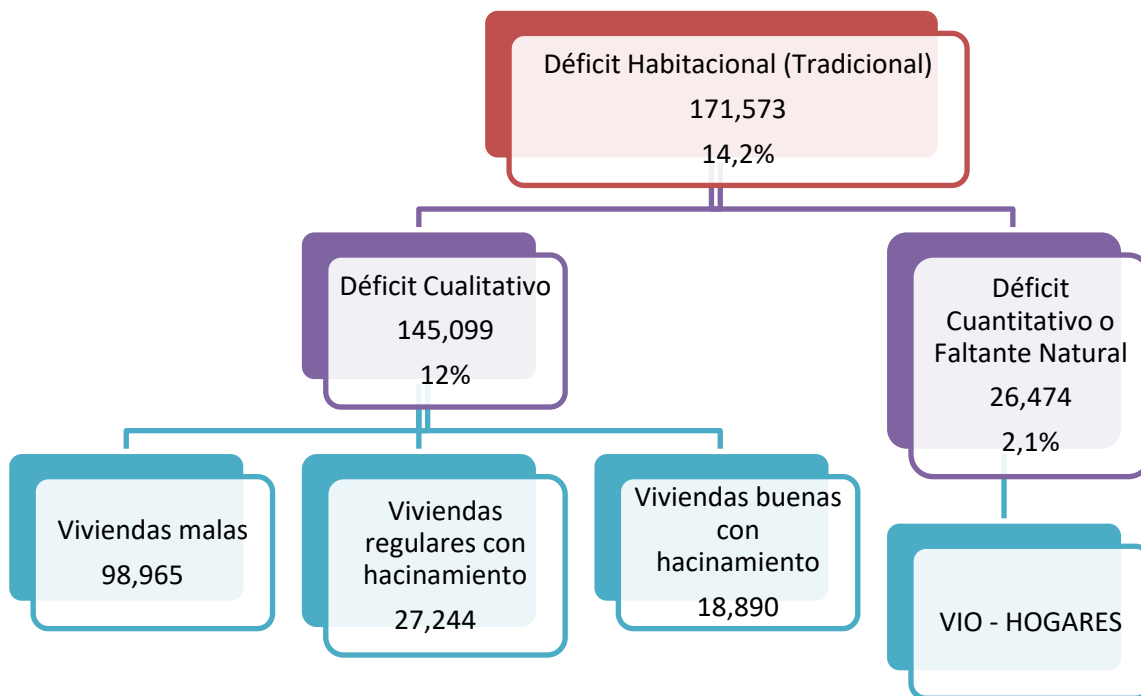 Déficit Habitacional (Tradicional)
171,573
14,2%
Déficit Cualitativo
145,099
12%
Déficit
Cuantitativo o
Faltante Natural
26,474
2,1%
Viviendas malas
98,965
Viviendas
regulares con
hacinamiento
27,244
Viviendas buenas
con
hacinamiento
18,890
VIO - HOGARES